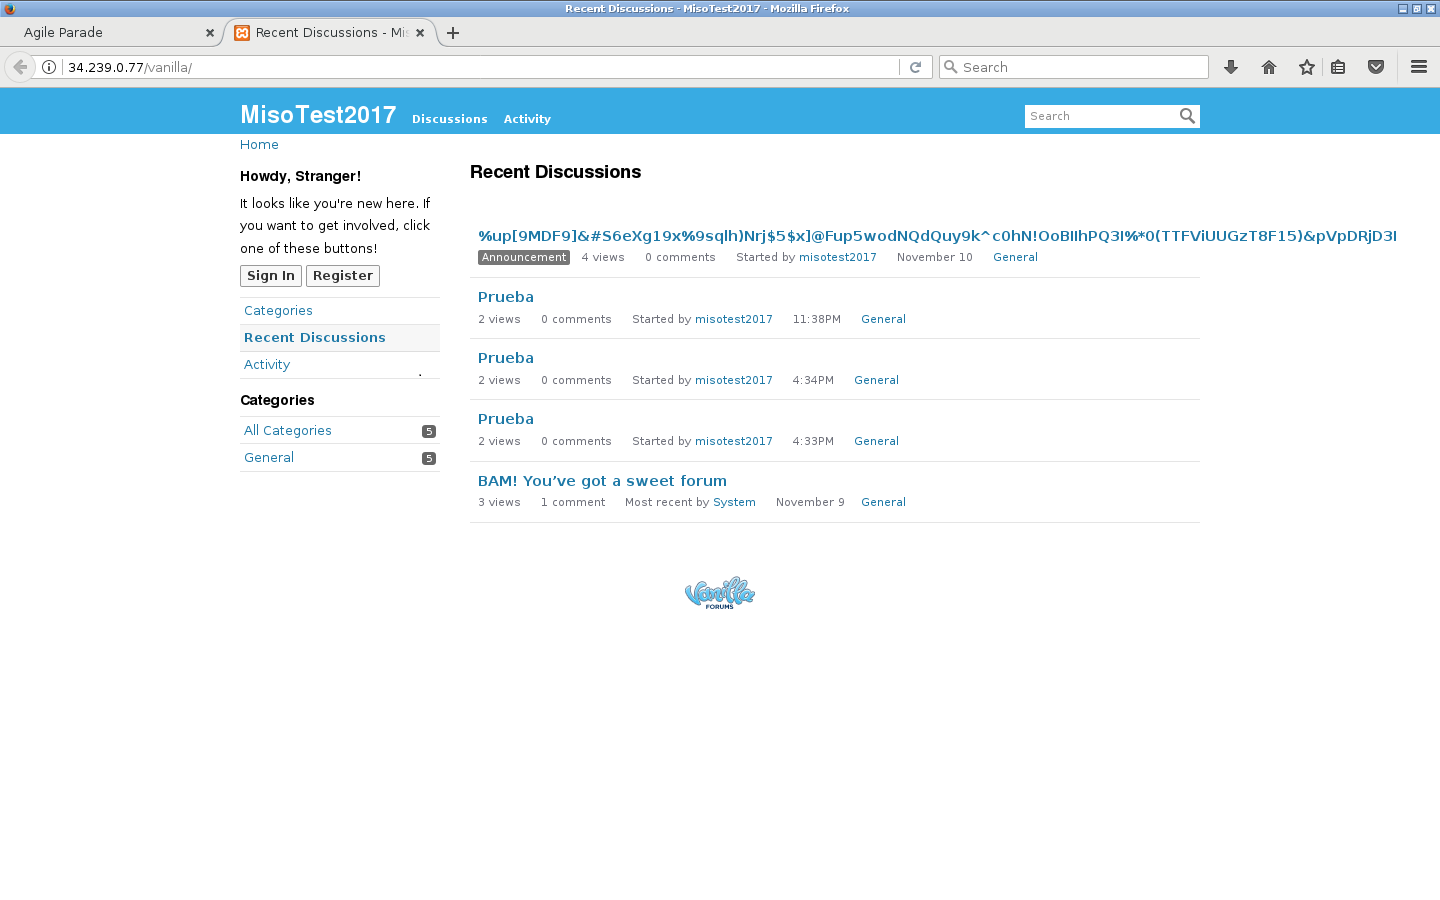 Recent Discussions - MisoTest2017 - Mozilla Firefox
Agile Parade
Recent Discussions - Mis
34.239.0.77/vanilla/
Search
MisoTest2017 Discussions Activity
Search
Home
Howdy, Stranger!
It looks like you're new here. If
you want to get involved, click
one of these buttons!
Sign In Register
Categories
Recent Discussions
Activity
.
Categories
All Categories 5
General 5
Recent Discussions
%up[9MDF9]&#S6eXg19x%9sqlh)Nrj$5$x]@Fup5wodNQdQuy9k^c0hN!OoBIIhPQ3I%*0(TTFViUUGzT8F15)&pVpDRjD3I
Announcement 4 views 0 comments Started by misotest2017 November 10 General
Prueba
2 views 0 comments Started by misotest2017 11:38PM General
Prueba
2 views 0 comments Started by misotest2017 4:34PM General
Prueba
2 views 0 comments Started by misotest2017 4:33PM General
BAM! You’ve got a sweet forum
3 views 1 comment Most recent by System November 9 General
Vanilla
FORUMS